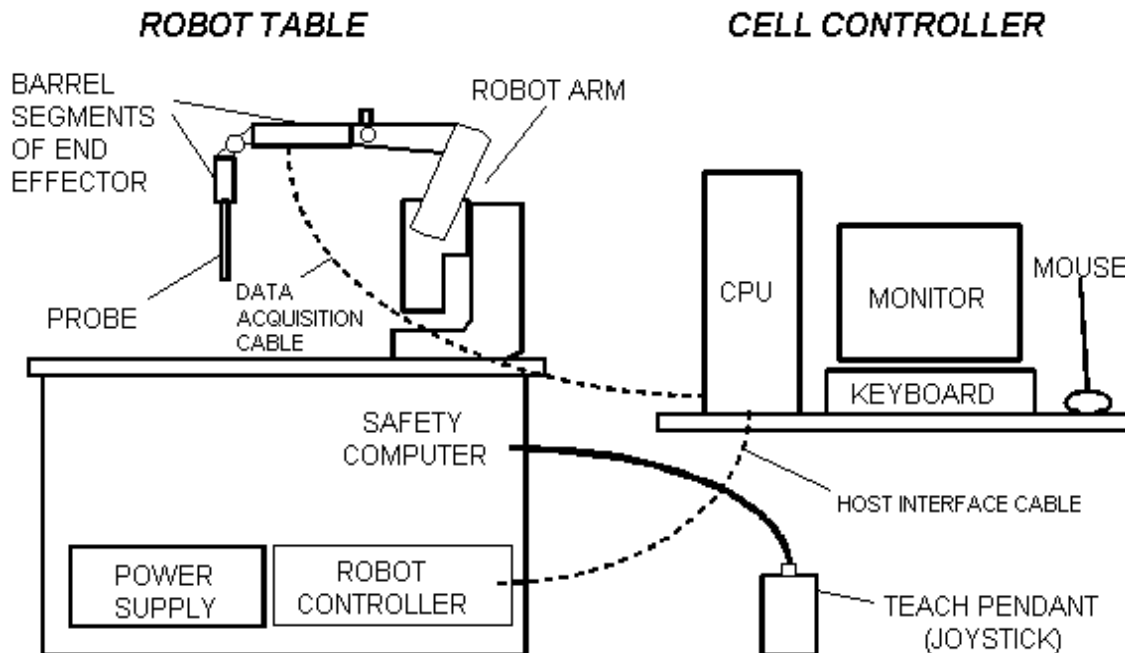 ROBOT TABLE
CELL CONTROLLER
BARREL
SEGMENTS
OF END
EFFECTOR
ROBOT ARM
PROBE
DATA
ACQUISITION
CABLE
CPU
MONITOR
MOUSE
KEYBOARD
SAFETY
COMPUTER
HOST INTERFACE CABLE
POWER
SUPPLY
ROBOT
CONTROLLER
TEACH PENDANT
(JOYSTICK)